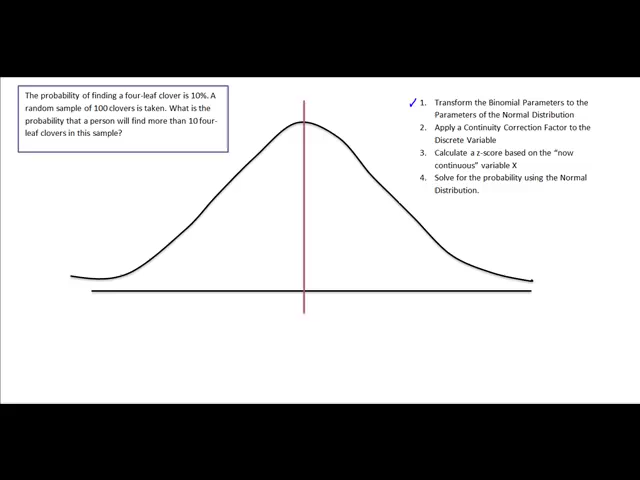 The probability of finding a four-leaf clover is 10%. A
random sample of 100 clovers is taken. What is the
probability that a person will find more than 10 four-
leaf clovers in this sample?
1. Transform the Binomial Parameters to the
Parameters of the Normal Distribution
2. Apply a Continuity Correction Factor to the
Discrete Variable
3. Calculate a z-score based on the “now
continuous” variable X
4. Solve for the probability using the Normal
Distribution.